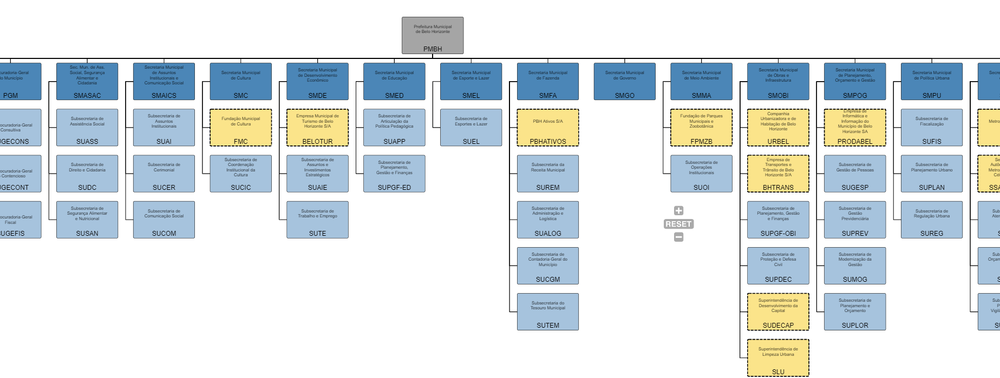 Prefeitura Municipal
de Belo Horizonte
PMBH
PGM
Sec. Mun. de Ass.
Social, Segurança
Alimentar e
Cidadania
SMASAC
Secretaria Municipal
de Assuntos
Institucionais e
Comunicação Social
SMAICS
Secretaria Municipal
de Cultura
SMC
Secretaria Municipal
de Desenvolvimento
Econômico
SMDE
Secretaria Municipal
de Educação
SMED
Secretaria Municipal
de Esporte e Lazer
SMEL
Secretaria Municipal
de Fazenda
SMFA
Secretaria Municipal
de Governo
SMGO
Secretaria Municipal
de Meio Ambiente
SMMA
Secretaria Municipal
de Obras e
Infraestrutura
SMOBI
Secretaria Municipal
de Planejamento,
Orçamento e Gestão
SMPOG
Secretaria Municipal
de Política Urbana
SMPU
Consultiva
Subsecretaria de
Assistência Social
SUASS
Subsecretaria de
Assuntos
Institucionais
SUAI
Fundação Municipal
de Cultura
FMC
Empresa Municipal de
Turismo de Belo
Horizonte S/A
BELOTUR
Subsecretaria de
Articulação da
Política Pedagógica
SUAPP
Subsecretaria de
Esportes e Lazer
SUEL
PBH Ativos S/A
PBHATIVOS
Fundação de Parques
Municipais e
Zoobotânica
FPMZB
Companhia
Urbanizadora e de
Habitação de Belo
Horizonte
URBEL
Empresa de
Informática e
Informação do
Município de Belo
Horizonte SA
PRODABEL
Subsecretaria de
Fiscalização
SUFIS
Contencioso
Subsecretaria de
Direito e Cidadania
SUDC
Subsecretaria de
Cerimonial
SUCER
Subsecretaria de
Coordenação
Institucional da
Cultura
SUCIC
Subsecretaria de
Assuntos e
Investimentos
Estratégicos
SUAIE
Subsecretaria de
Planejamento,
Gestão e Finanças
SUPGF-ED
Subsecretaria da
Receita Municipal
SUREM
Subsecretaria de
Operações
Institucionais
SUOI
Empresa de
Transportes e
Trânsito de Belo
Horizonte S/A
BHTRANS
Subsecretaria de
Gestão de Pessoas
SUGESP
Subsecretaria de
Planejamento Urbano
SUPLAN
Fiscal
Subsecretaria de
Segurança Alimentar
e Nutricional
SUSAN
Subsecretaria de
Comunicação Social
SUCOM
Subsecretaria de
Trabalho e Emprego
SUTE
Subsecretaria de
Administração e
Logística
SUALOG
+
RESET
−
Subsecretaria de
Planejamento, Gestão
e Finanças
SUPGF-OBI
Subsecretaria de
Gestão
Previdenciária
SUPREV
Subsecretaria de
Regulação Urbana
SUREG
Subsecretaria de
Contadoria-Geral do
Município
SUCGM
Subsecretaria de
Proteção e Defesa
Civil
SUPDEC
Subsecretaria de
Modernização da
Gestão
SUMOG
Subsecretaria do
Tesouro Municipal
SUTEM
Superintendência de
Desenvolvimento da
Capital
SUDECAP
Subsecretaria de
Planejamento e
Orçamento
SUPLOR
Superintendência de
Limpeza Urbana
SLU